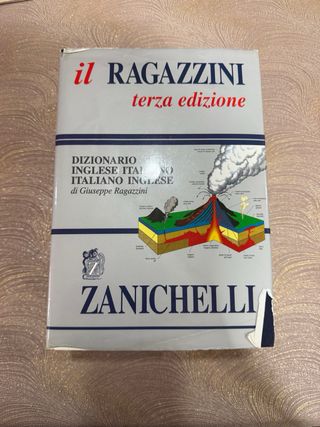 il RAGAZZINI
terza edizione
DIZIONARIO
INGLESE ITALIANO
ITALIANO INGLESE
di Giuseppe Ragazzini
ZANICHELLI